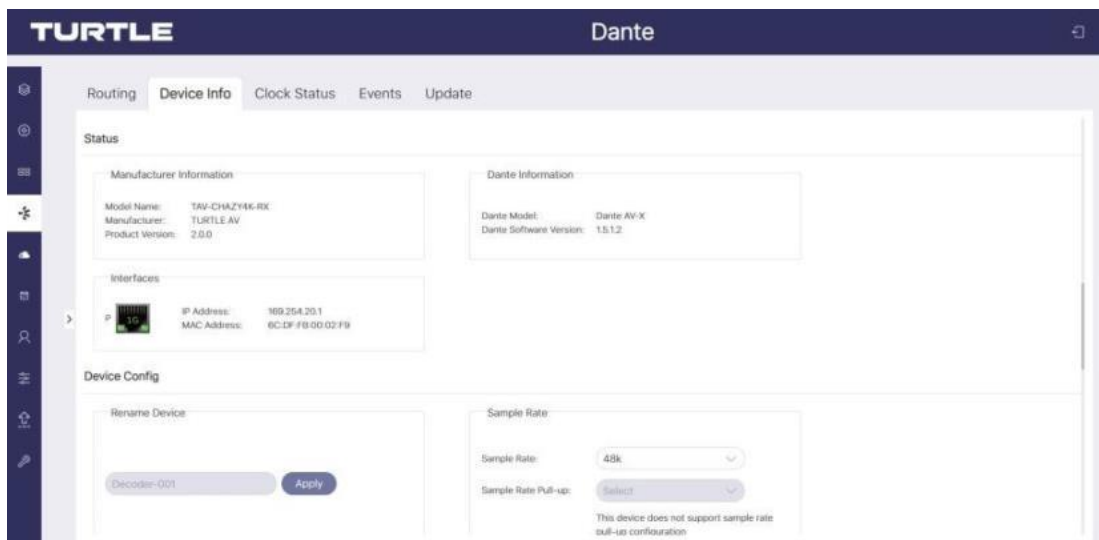 TURTLE
Dante
Routing Device Info Clock Status Events Update
Status
Manufacturer Information
Model Name: TAV-CHAZY4K-RX
Manufacturer: TURTLE AV
Product Version: 2.0.0
Dante Information
Dante Model: Dante AV-X
Dante Software Version: 1.5.1.2
Interfaces
P 1G
IP Address: 169.254.20.1
MAC Address: 6C:DF:FB:00:02:F9
Device Config
Rename Device
Decoder-001 Apply
Sample Rate
Sample Rate: 48k
Sample Rate Pull-up: Select
This device does not support sample rate
pull-up configuration